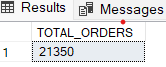 Results Messages
TOTAL_ORDERS
1 21350